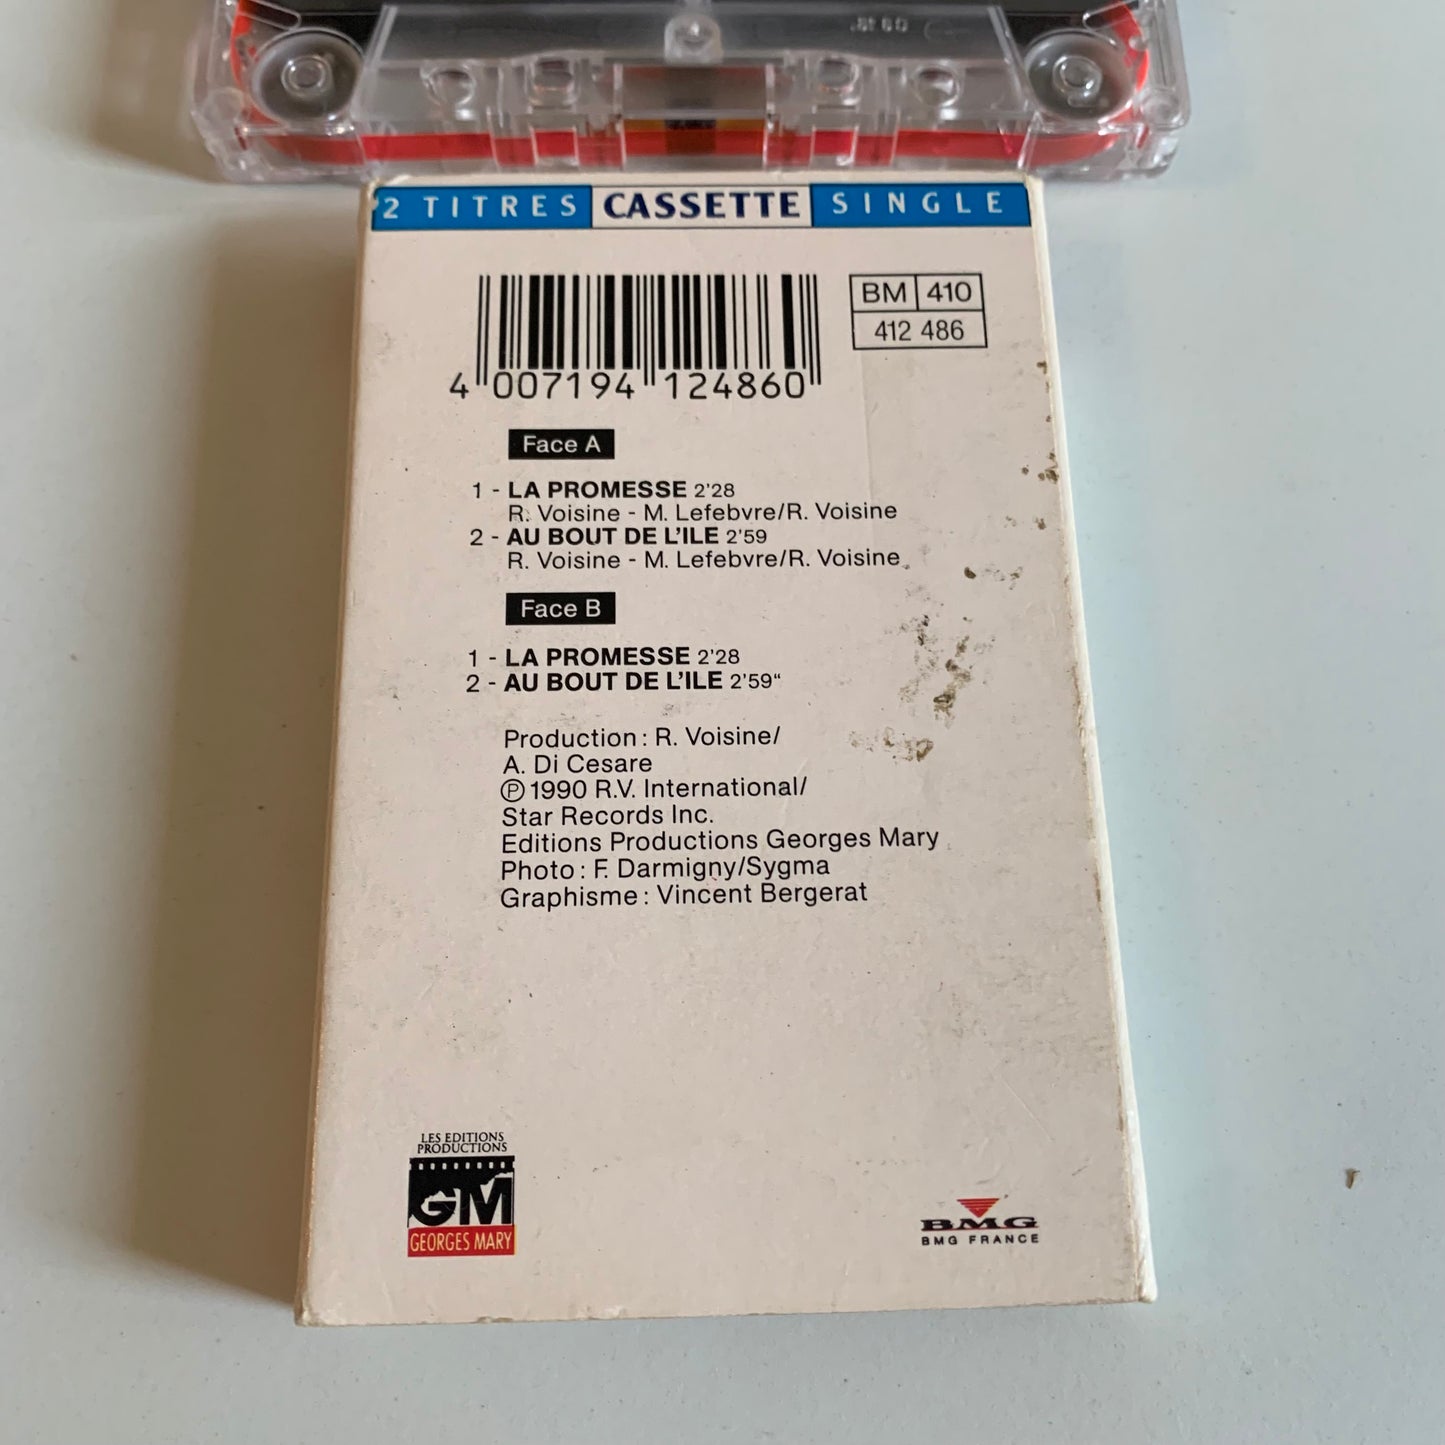 2 TITRES CASSETTE SINGLE
BM 410
412 486
4 007194 124860
Face A
1 - LA PROMESSE 2'28
R. Voisine - M. Lefebvre/R. Voisine
2 - AU BOUT DE L'ILE 2'59
R. Voisine - M. Lefebvre/R. Voisine
Face B
1 - LA PROMESSE 2'28
2 - AU BOUT DE L'ILE 2'59“
Production : R. Voisine/
A. Di Cesare
℗ 1990 R.V. International/
Star Records Inc.
Editions Productions Georges Mary
Photo : F. Darmigny/Sygma
Graphisme : Vincent Bergerat
LES EDITIONS
PRODUCTIONS
GM
GEORGES MARY
BMG
BMG FRANCE